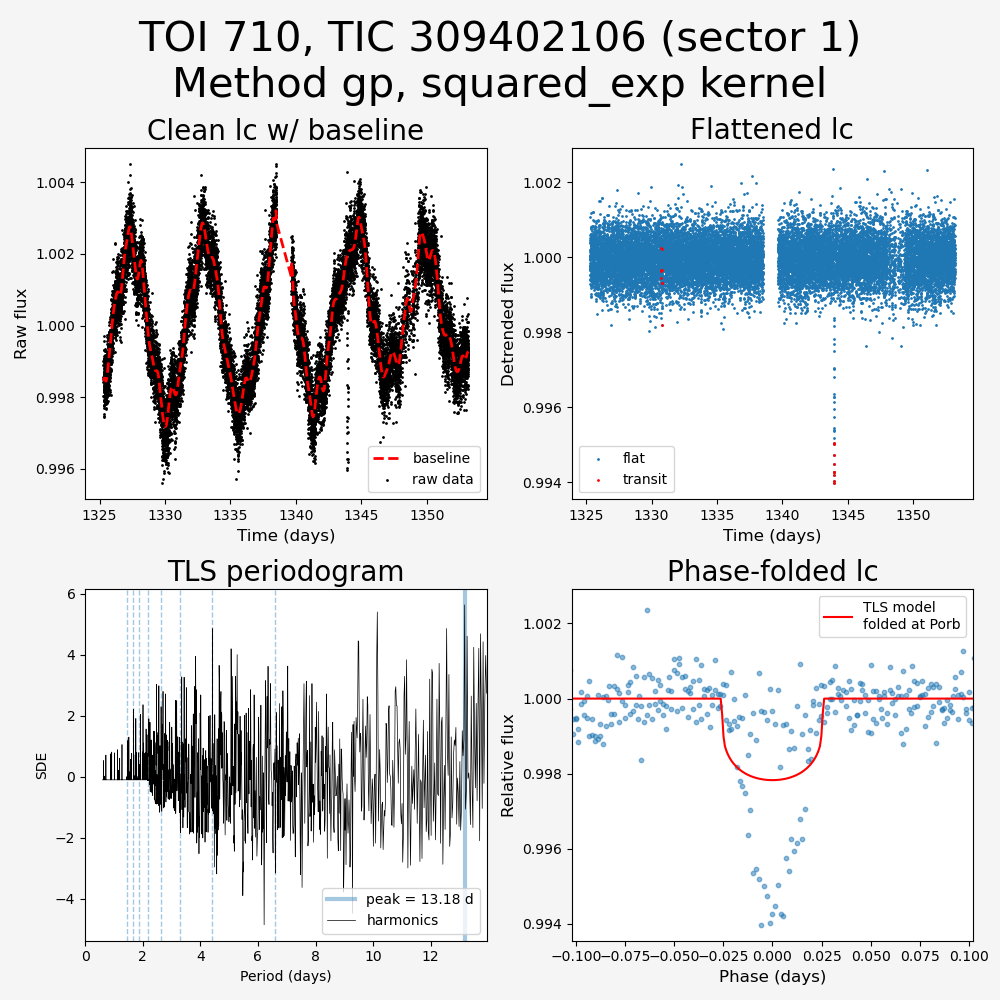 TOI 710, TIC 309402106 (sector 1)
Method gp, squared_exp kernel
Clean lc w/ baseline
Raw flux
1.004
1.002
1.000
0.998
0.996
baseline
raw data
1325 1330 1335 1340 1345 1350
Time (days)
Flattened lc
Detrended flux
1.002
1.000
0.998
0.996
0.994
flat
transit
1325 1330 1335 1340 1345 1350
Time (days)
TLS periodogram
SDE
6
4
2
0
−2
−4
peak = 13.18 d
harmonics
0 2 4 6 8 10 12
Period (days)
Phase-folded lc
Relative flux
1.002
1.000
0.998
0.996
0.994
TLS model
folded at Porb
−0.100 −0.075 −0.050 −0.025 0.000 0.025 0.050 0.075 0.100
Phase (days)